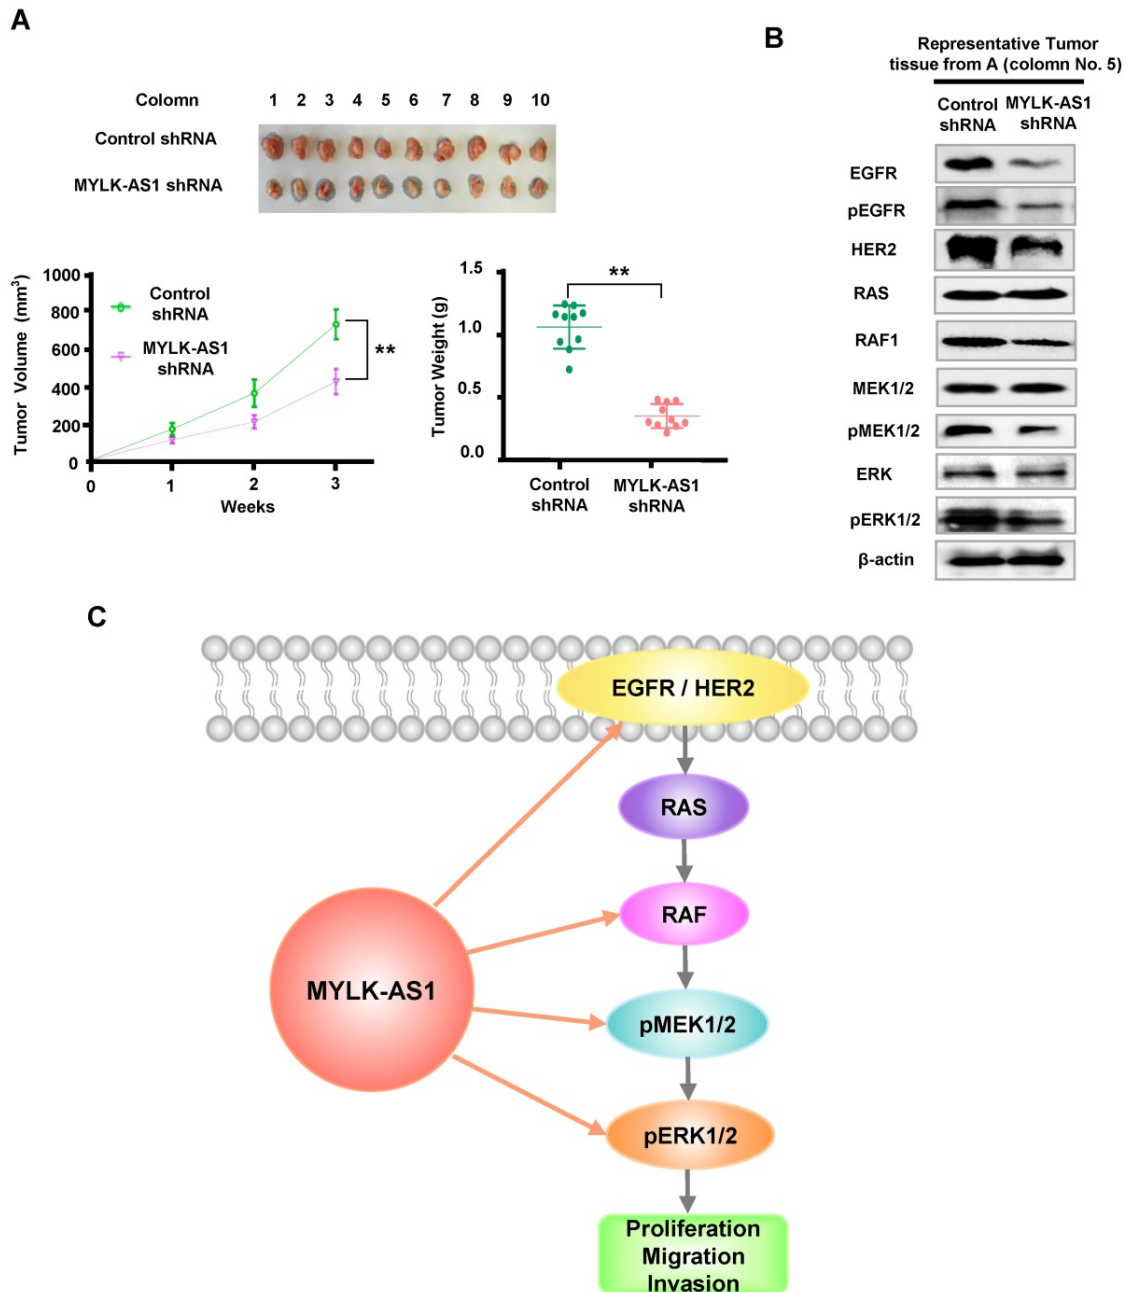 A
Colomn 1 2 3 4 5 6 7 8 9 10
Control shRNA
MYLK-AS1 shRNA
Tumor Volume (mm³)
1000
800
600
400
200
0
Control
shRNA
MYLK-AS1
shRNA
**
0 1 2 3
Weeks
Tumor Weight (g)
1.5
1.0
0.5
0.0
**
Control
shRNA
MYLK-AS1
shRNA
B
Representative Tumor
tissue from A (colomn No. 5)
Control
shRNA
MYLK-AS1
shRNA
EGFR
pEGFR
HER2
RAS
RAF1
MEK1/2
pMEK1/2
ERK
pERK1/2
β-actin
C
EGFR / HER2
RAS
RAF
MYLK-AS1
pMEK1/2
pERK1/2
Proliferation
Migration
Invasion